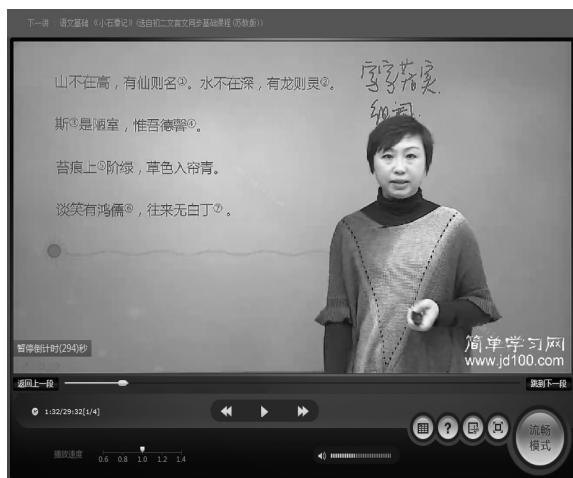 下一讲：语文基础 《小石潭记》(选自初二文言文同步基础课程(苏教版))
山不在高，有仙则名①。水不在深，有龙则灵②。
字字落实
组词.
斯③是陋室，惟吾德馨④。
苔痕上⑤阶绿，草色入帘青。
谈笑有鸿儒⑥，往来无白丁⑦。
暂停倒计时(294)秒
简单学习网
www.jd100.com
返回上一段
跳到下一段
1:32/29:32[1/4]
流畅
模式
播放速度
0.6 0.8 1.0 1.2 1.4